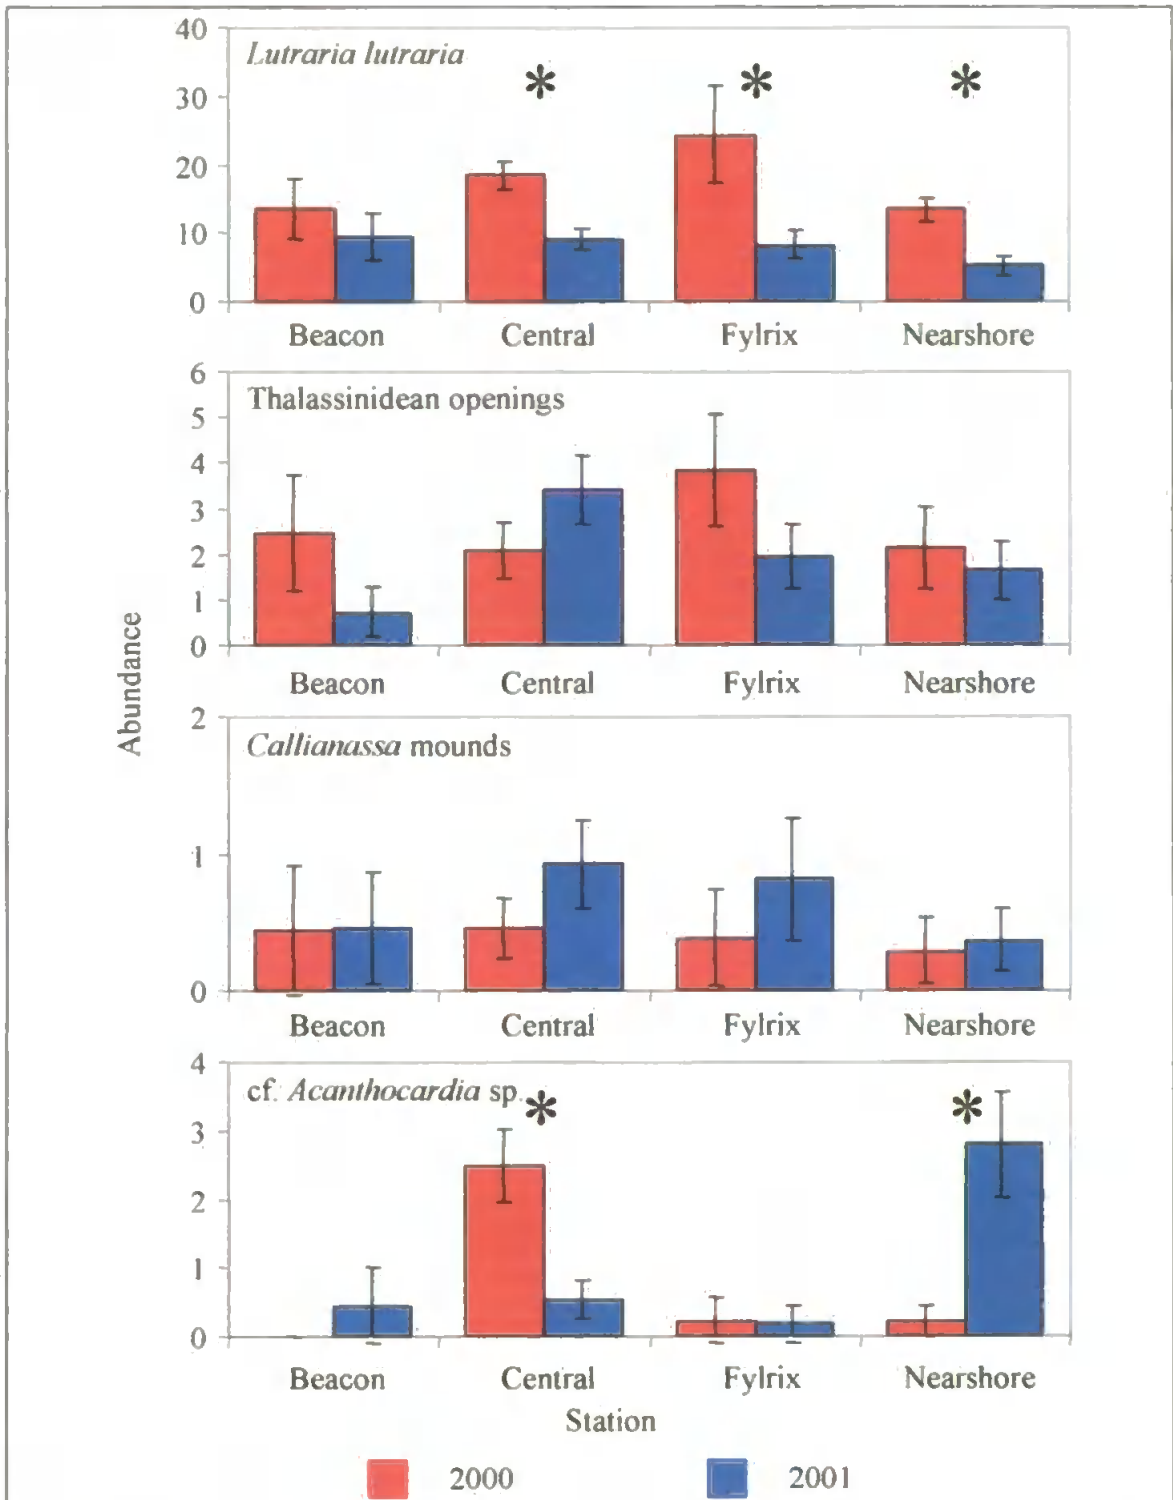 40
Lutraria lutraria
* * *
30
20
10
0
Beacon Central Fylrix Nearshore
6
Thalassinidean openings
5
4
3
2
1
0
Beacon Central Fylrix Nearshore
Abundance
2
Callianassa mounds
1
0
Beacon Central Fylrix Nearshore
4
cf. Acanthocardia sp. * *
3
2
1
0
Beacon Central Fylrix Nearshore
Station
2000 2001